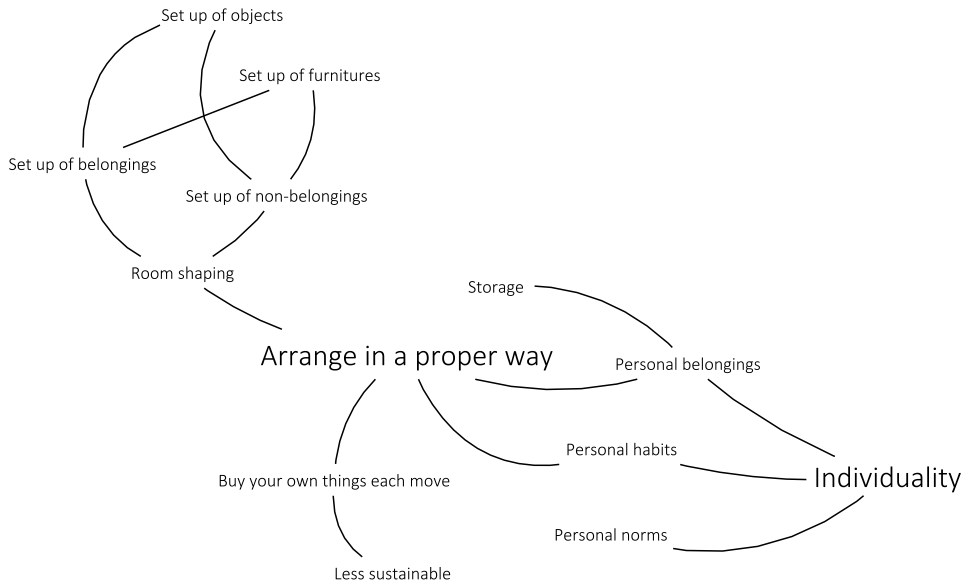 Set up of objects
Set up of furnitures
Set up of belongings
Set up of non-belongings
Room shaping
Storage
Arrange in a proper way
Personal belongings
Personal habits
Individuality
Buy your own things each move
Personal norms
Less sustainable